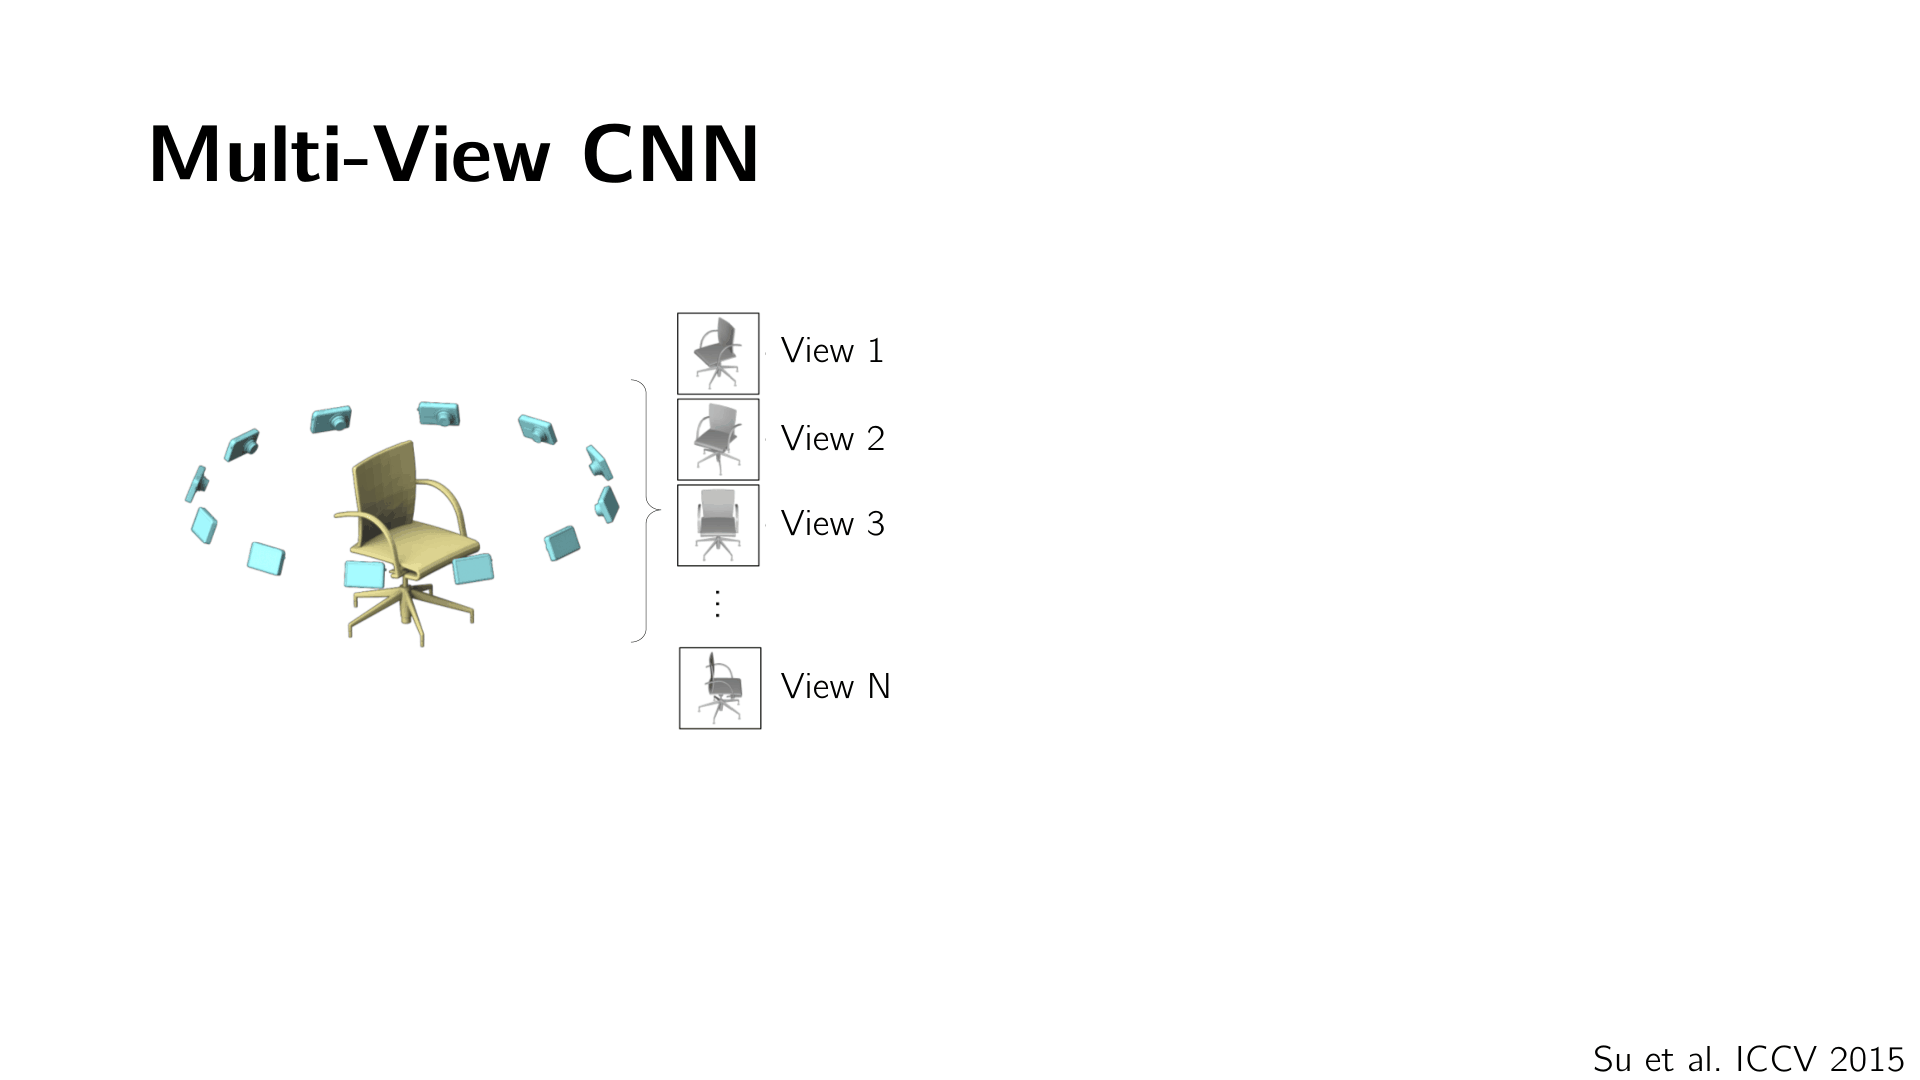 Multi-View CNN
View 1
View 2
View 3
⋮
View N
Su et al. ICCV 2015